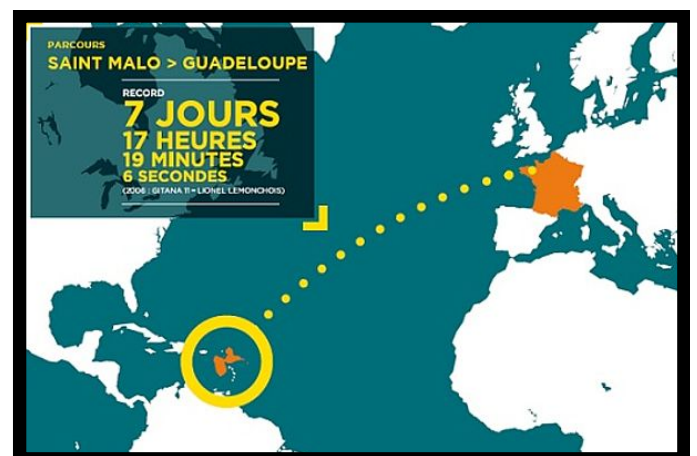 PARCOURS
SAINT MALO > GUADELOUPE
RECORD
7 JOURS
17 HEURES
19 MINUTES
6 SECONDES
(2006 : GITANA 11 - LIONEL LEMONCHOIS)